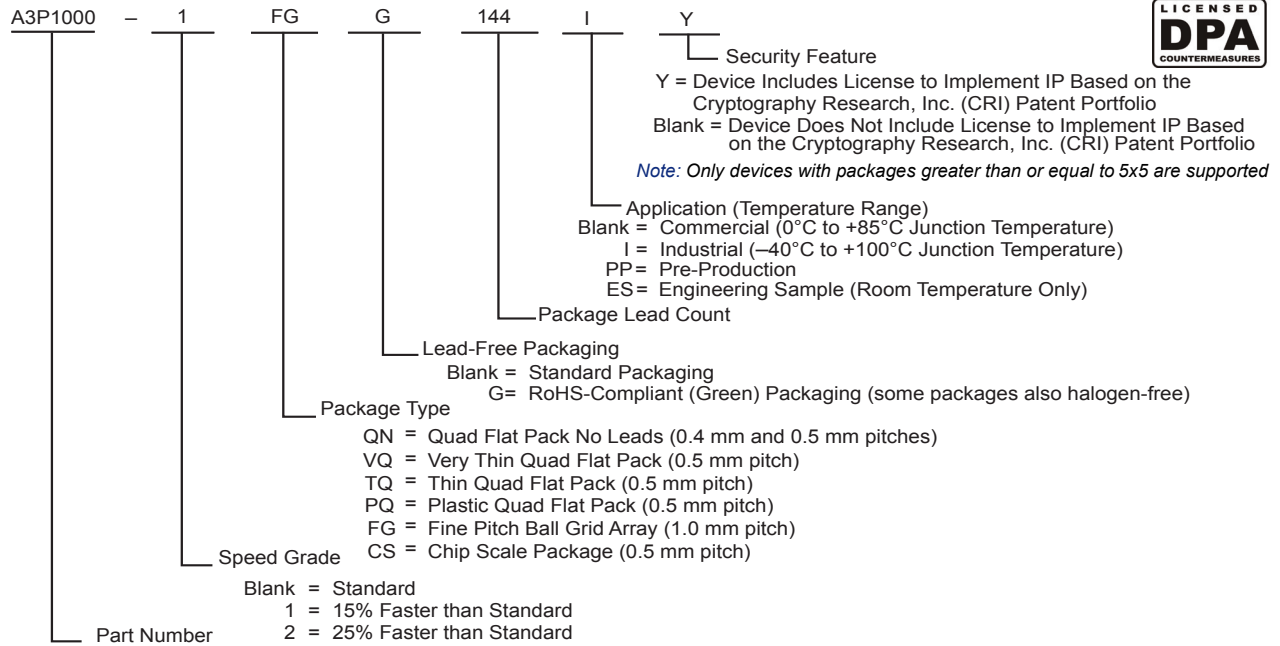 A3P1000 – 1 FG G 144 I Y
LICENSED
DPA
COUNTERMEASURES
Security Feature
Y = Device Includes License to Implement IP Based on the
Cryptography Research, Inc. (CRI) Patent Portfolio
Blank = Device Does Not Include License to Implement IP Based
on the Cryptography Research, Inc. (CRI) Patent Portfolio
Note: Only devices with packages greater than or equal to 5x5 are supported
Application (Temperature Range)
Blank = Commercial (0°C to +85°C Junction Temperature)
I = Industrial (–40°C to +100°C Junction Temperature)
PP= Pre-Production
ES= Engineering Sample (Room Temperature Only)
Package Lead Count
Lead-Free Packaging
Blank = Standard Packaging
G= RoHS-Compliant (Green) Packaging (some packages also halogen-free)
Package Type
QN = Quad Flat Pack No Leads (0.4 mm and 0.5 mm pitches)
VQ = Very Thin Quad Flat Pack (0.5 mm pitch)
TQ = Thin Quad Flat Pack (0.5 mm pitch)
PQ = Plastic Quad Flat Pack (0.5 mm pitch)
FG = Fine Pitch Ball Grid Array (1.0 mm pitch)
CS = Chip Scale Package (0.5 mm pitch)
Speed Grade
Blank = Standard
1 = 15% Faster than Standard
2 = 25% Faster than Standard
Part Number